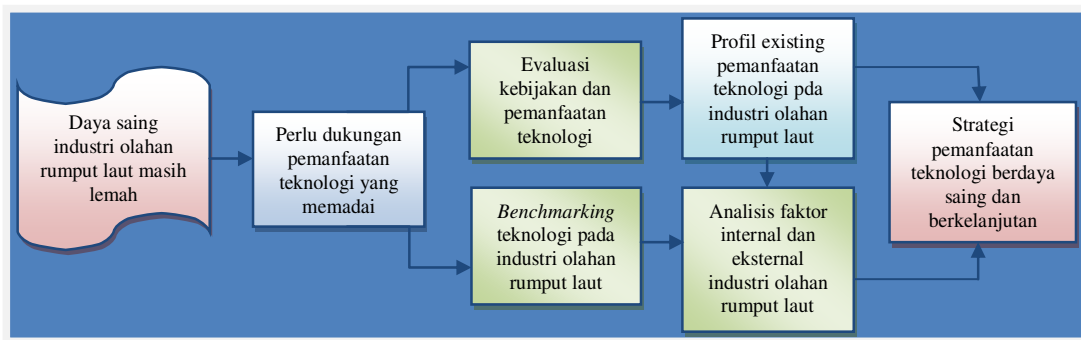 Daya saing
industri olahan
rumput laut masih
lemah
Perlu dukungan
pemanfaatan
teknologi yang
memadai
Evaluasi
kebijakan dan
pemanfaatan
teknologi
Benchmarking
teknologi pada
industri olahan
rumput laut
Profil existing
pemanfaatan
teknologi pda
industri olahan
rumput laut
Analisis faktor
internal dan
eksternal
industri olahan
rumput laut
Strategi
pemanfaatan
teknologi berdaya
saing dan
berkelanjutan